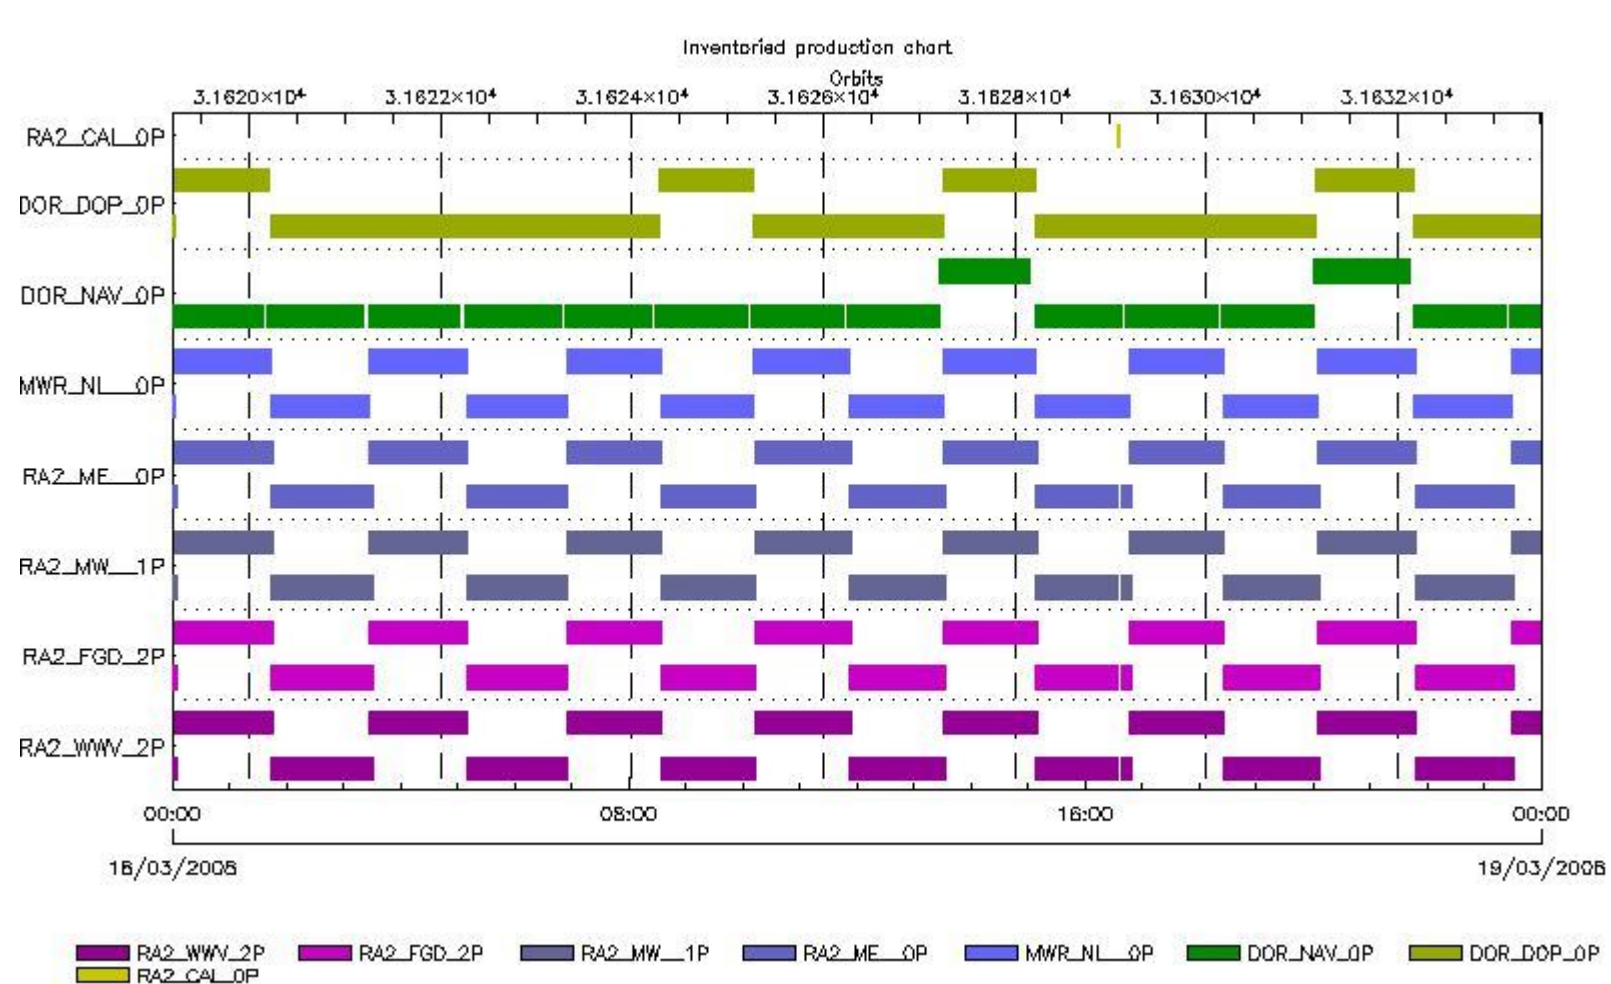 Inventoried production chart
Orbits
3.1620×10⁴ 3.1622×10⁴ 3.1624×10⁴ 3.1626×10⁴ 3.1628×10⁴ 3.1630×10⁴ 3.1632×10⁴
RA2_CAL_0P
DOR_DOP_0P
DOR_NAV_0P
MWR_NL__0P
RA2_ME__0P
RA2_MW__1P
RA2_FGD_2P
RA2_WWV_2P
00:00 08:00 16:00 00:00
18/03/2008 19/03/2008
RA2_WWV_2P RA2_FGD_2P RA2_MW__1P RA2_ME__0P MWR_NL__0P DOR_NAV_0P DOR_DOP_0P
RA2_CAL_0P